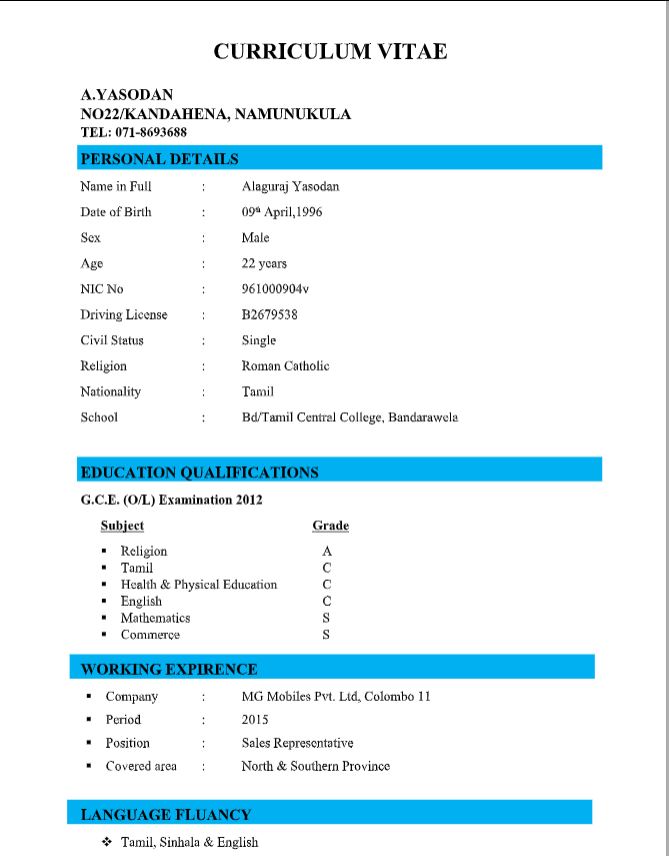 CURRICULUM VITAE
A.YASODAN
NO22/KANDAHENA, NAMUNUKULA
TEL: 071-8693688
PERSONAL DETAILS
Name in Full : Alaguraj Yasodan
Date of Birth : 09th April,1996
Sex : Male
Age : 22 years
NIC No : 961000904v
Driving License : B2679538
Civil Status : Single
Religion : Roman Catholic
Nationality : Tamil
School : Bd/Tamil Central College, Bandarawela
EDUCATION QUALIFICATIONS
G.C.E. (O/L) Examination 2012
Subject Grade
▪ Religion A
▪ Tamil C
▪ Health & Physical Education C
▪ English C
▪ Mathematics S
▪ Commerce S
WORKING EXPIRENCE
▪ Company : MG Mobiles Pvt. Ltd, Colombo 11
▪ Period : 2015
▪ Position : Sales Representative
▪ Covered area : North & Southern Province
LANGUAGE FLUANCY
❖ Tamil, Sinhala & English